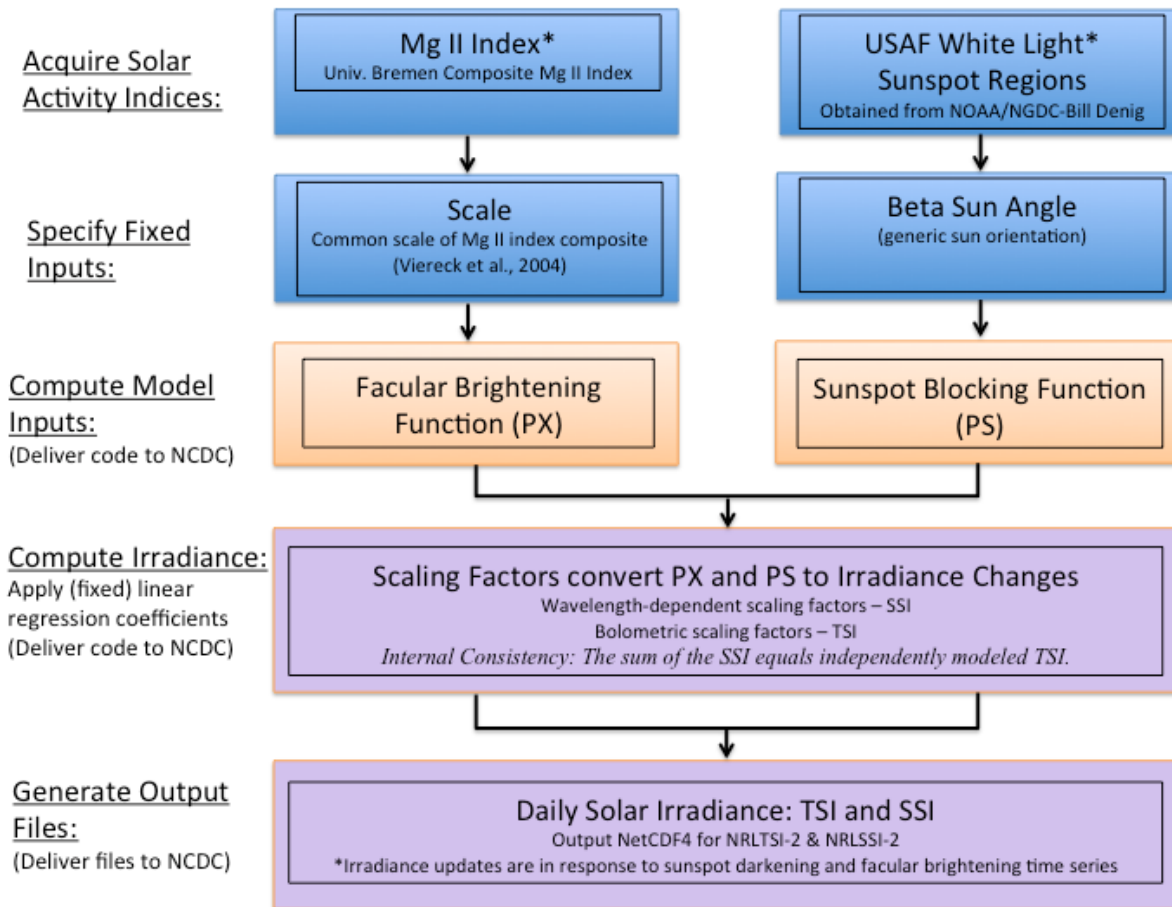 Acquire Solar
Activity Indices:
Mg II Index*
Univ. Bremen Composite Mg II Index
USAF White Light*
Sunspot Regions
Obtained from NOAA/NGDC-Bill Denig
Specify Fixed
Inputs:
Scale
Common scale of Mg II index composite
(Viereck et al., 2004)
Beta Sun Angle
(generic sun orientation)
Compute Model
Inputs:
(Deliver code to NCDC)
Facular Brightening
Function (PX)
Sunspot Blocking Function
(PS)
Compute Irradiance:
Apply (fixed) linear
regression coefficients
(Deliver code to NCDC)
Scaling Factors convert PX and PS to Irradiance Changes
Wavelength-dependent scaling factors – SSI
Bolometric scaling factors – TSI
Internal Consistency: The sum of the SSI equals independently modeled TSI.
Generate Output
Files:
(Deliver files to NCDC)
Daily Solar Irradiance: TSI and SSI
Output NetCDF4 for NRLTSI-2 & NRLSSI-2
*Irradiance updates are in response to sunspot darkening and facular brightening time series